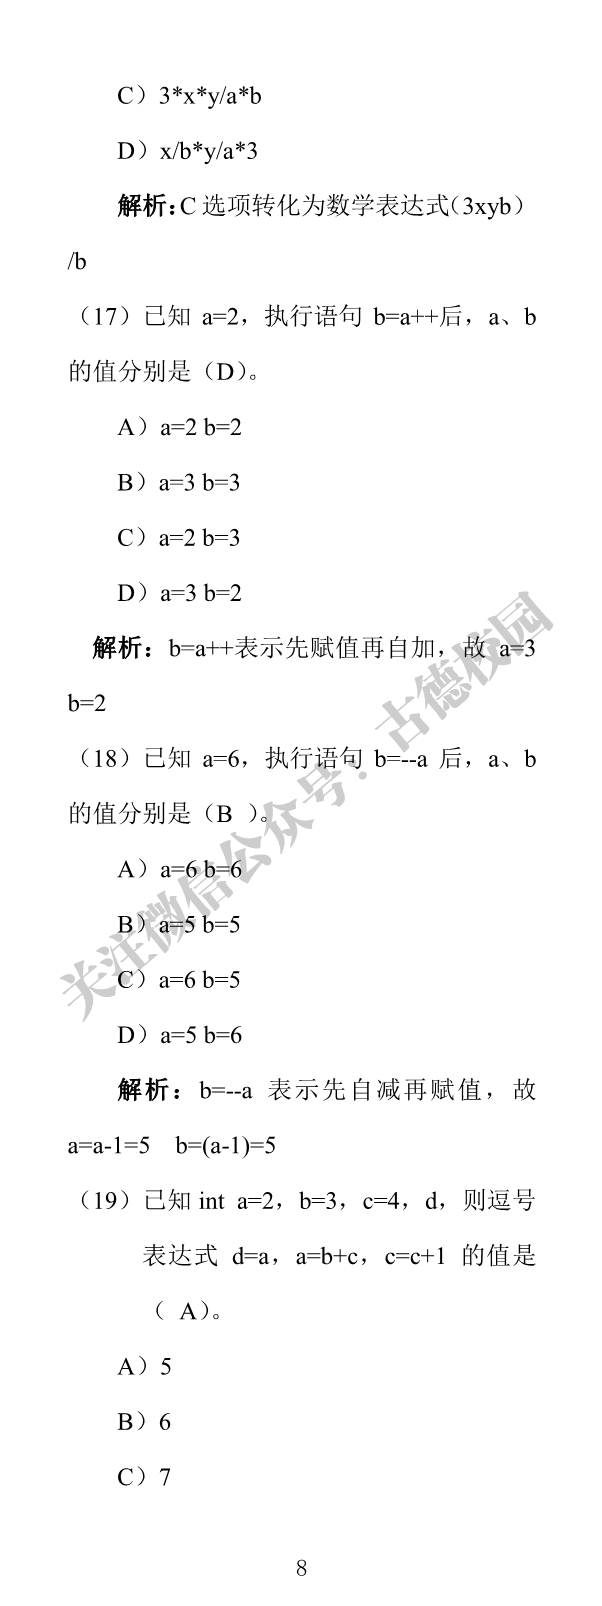 C）3*x*y/a*b
D）x/b*y/a*3
解析：C 选项转化为数学表达式（3xyb）
/b
（17）已知 a=2，执行语句 b=a++后，a、b
的值分别是（D）。
A）a=2 b=2
B）a=3 b=3
C）a=2 b=3
D）a=3 b=2
解析：b=a++表示先赋值再自加，故 a=3
b=2
（18）已知 a=6，执行语句 b=--a 后，a、b
的值分别是（B ）。
A）a=6 b=6
B）a=5 b=5
C）a=6 b=5
D）a=5 b=6
解析：b=--a 表示先自减再赋值，故
a=a-1=5 b=(a-1)=5
（19）已知 int a=2，b=3，c=4，d，则逗号
表达式 d=a，a=b+c，c=c+1 的值是
（ A）。
A）5
B）6
C）7
8
关注微信公众号：古德校园